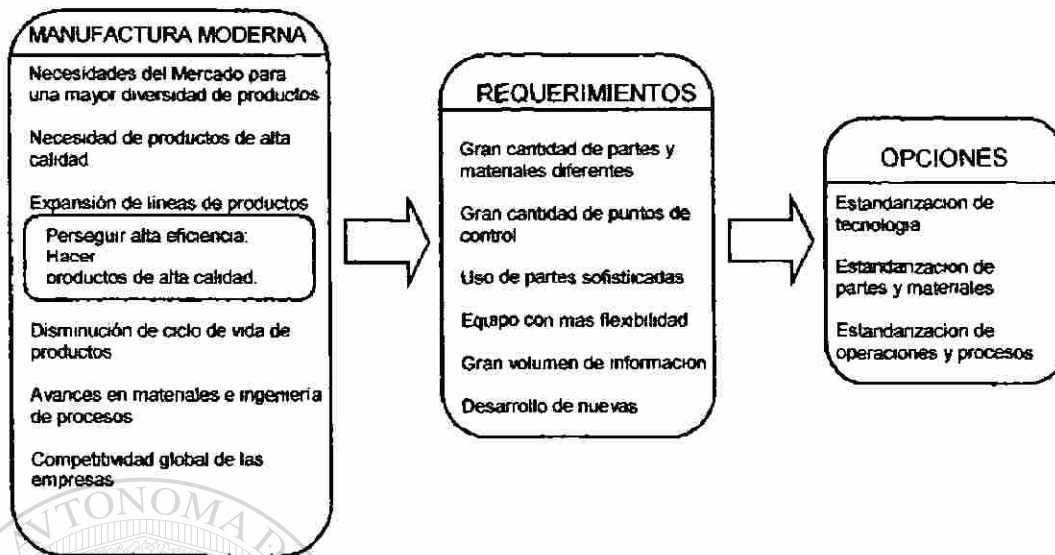 MANUFACTURA MODERNA
Necesidades del Mercado para
una mayor diversidad de productos
Necesidad de productos de alta
calidad
Expansión de lineas de productos
Perseguir alta eficiencia:
Hacer
productos de alta calidad.
Disminución de ciclo de vida de
productos
Avances en materiales e ingeniería
de procesos
Competitividad global de las
empresas
REQUERIMIENTOS
Gran cantidad de partes y
materiales diferentes
Gran cantidad de puntos de
control
Uso de partes sofisticadas
Equipo con mas flexibilidad
Gran volumen de informacion
Desarrollo de nuevas
OPCIONES
Estandarizacion de
tecnologia
Estandarizacion de
partes y materiales
Estandarizacion de
operaciones y procesos
AVTONOMA D